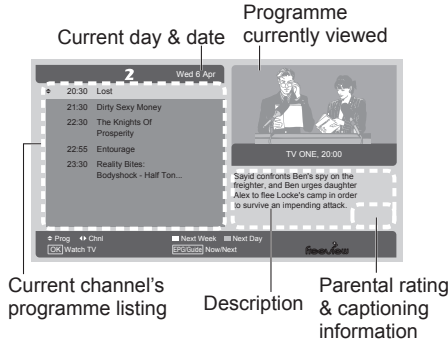 Programme
currently viewed
Current day & date
2 Wed 6 Apr
20:30 Lost
21:30 Dirty Sexy Money
22:30 The Knights Of
Prosperity
22:55 Entourage
23:30 Reality Bites:
Bodyshock - Half Ton...
TV ONE, 20:00
Sayid confronts Ben's spy on the
freighter, and Ben urges daughter
Alex to flee Locke's camp in order
to survive an impending attack.
Prog Chnl Next Week Next Day
OK Watch TV EPG/Guide Now/Next
freeview
Current channel's
programme listing
Description
Parental rating
& captioning
information